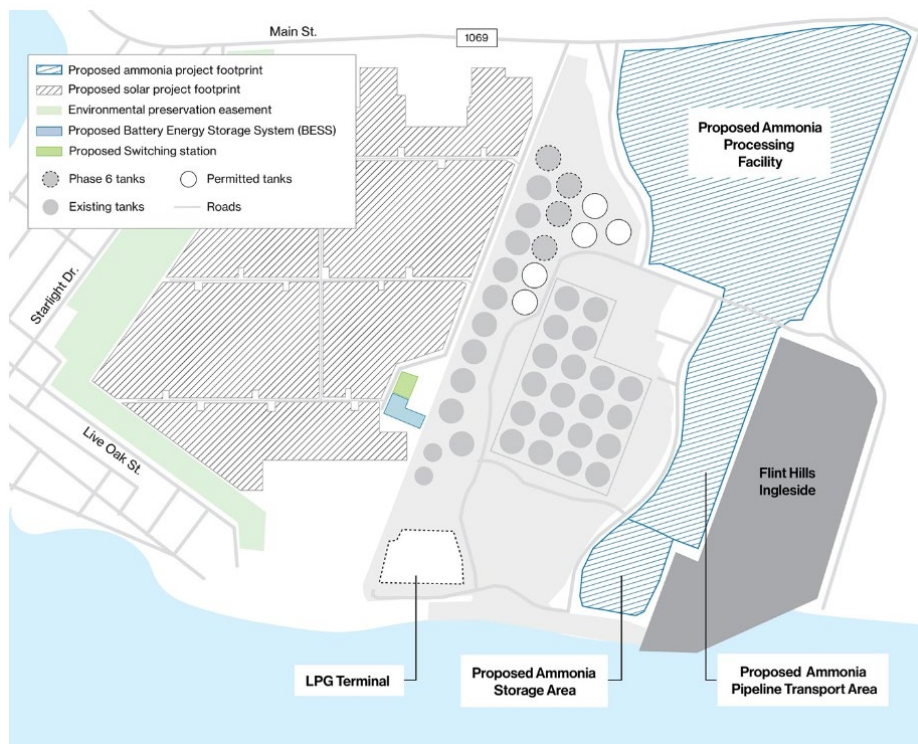 Main St.
1069
Proposed ammonia project footprint
Proposed solar project footprint
Environmental preservation easement
Proposed Battery Energy Storage System (BESS)
Proposed Switching station
Phase 6 tanks
Permitted tanks
Existing tanks
Roads
Proposed Ammonia
Processing
Facility
Starlight Dr.
Live Oak St.
Flint Hills
Ingleside
LPG Terminal
Proposed Ammonia
Storage Area
Proposed Ammonia
Pipeline Transport Area